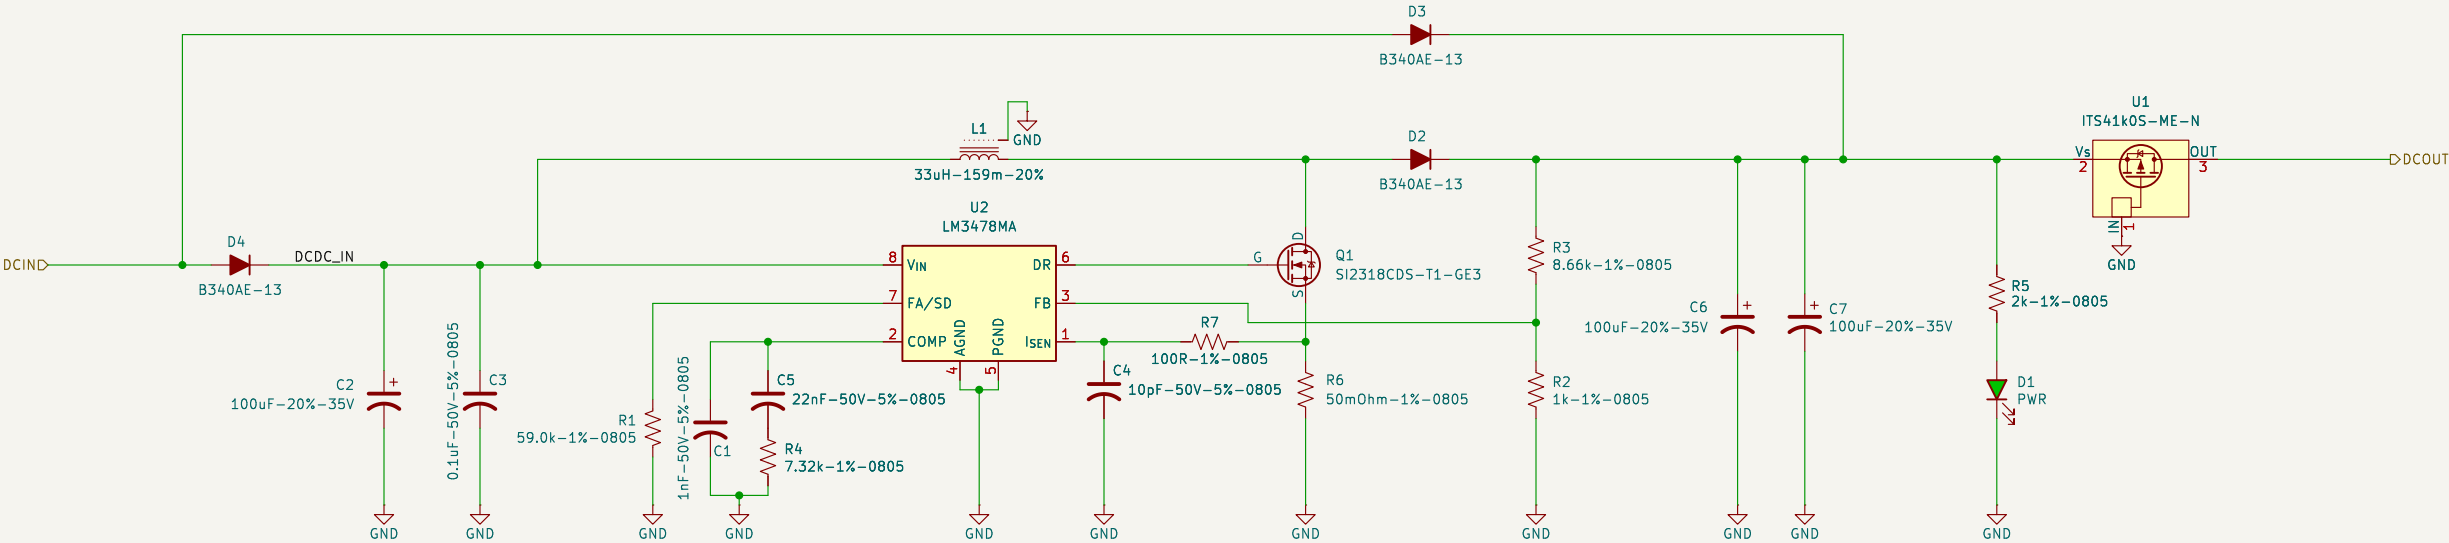 D3
B340AE-13
L1
GND
33uH-159m-20%
D2
B340AE-13
U1
ITS41k0S-ME-N
Vs
2
OUT
3
IN
1
GND
DCOUT
DCIN
D4
B340AE-13
DCDC_IN
U2
LM3478MA
8
VIN
7
FA/SD
2
COMP
AGND
4
PGND
5
DR
6
FB
3
ISEN
1
G
D
S
Q1
SI2318CDS-T1-GE3
R3
8.66k-1%-0805
R7
100R-1%-0805
C2
100uF-20%-35V
C3
0.1uF-50V-5%-0805
R1
59.0k-1%-0805
C1
1nF-50V-5%-0805
C5
22nF-50V-5%-0805
R4
7.32k-1%-0805
C4
10pF-50V-5%-0805
R6
50mOhm-1%-0805
R2
1k-1%-0805
C6
100uF-20%-35V
C7
100uF-20%-35V
R5
2k-1%-0805
D1
PWR
GND
GND
GND
GND
GND
GND
GND
GND
GND
GND
GND